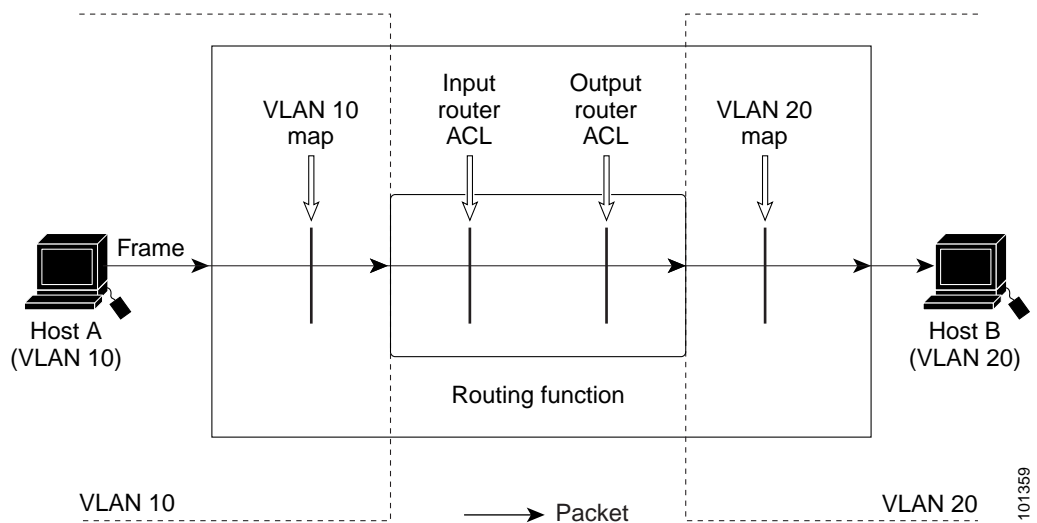 VLAN 10
map
Input
router
ACL
Output
router
ACL
VLAN 20
map
Frame
Host A
(VLAN 10)
Host B
(VLAN 20)
Routing function
VLAN 10
Packet
VLAN 20
101359